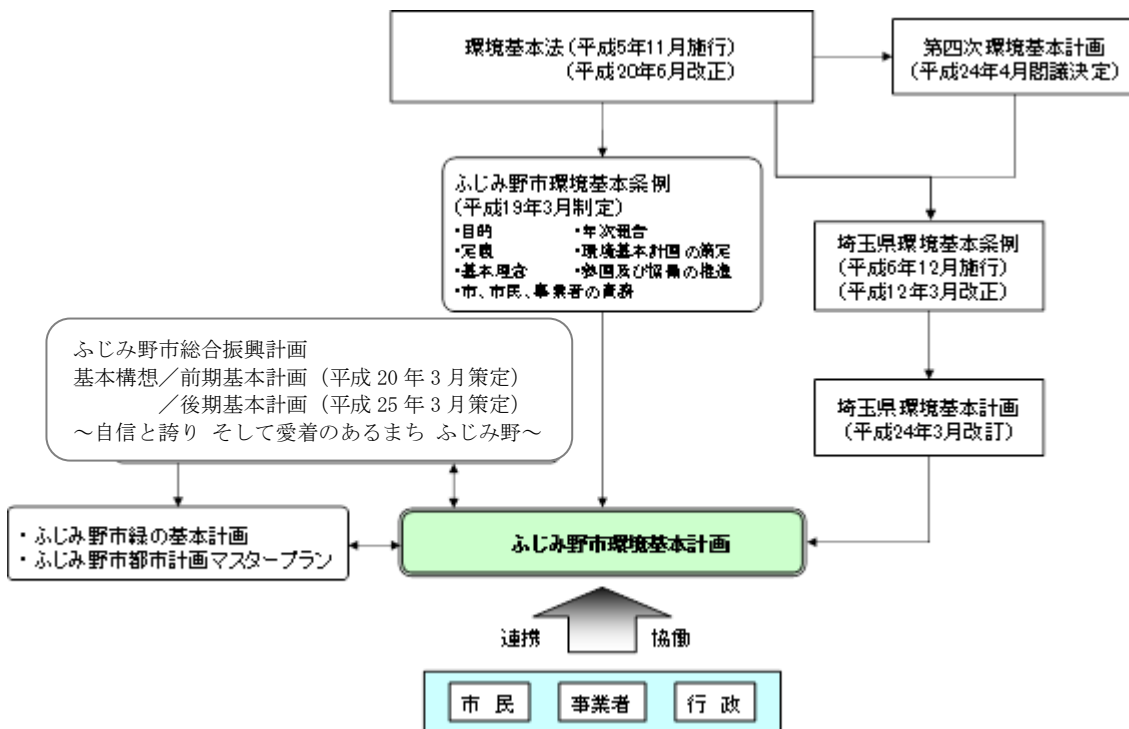 環境基本法(平成5年11月施行)
(平成20年6月改正)
第四次環境基本計画
(平成24年4月閣議決定)
ふじみ野市環境基本条例
(平成19年3月制定)
・目的 ・年次報告
・定義 ・環境基本計画の策定
・基本理念 ・参画及び協働の推進
・市、市民、事業者の責務
埼玉県環境基本条例
(平成6年12月施行)
(平成12年3月改正)
ふじみ野市総合振興計画
基本構想/前期基本計画(平成20年3月策定)
/後期基本計画(平成25年3月策定)
~自信と誇り そして愛着のあるまち ふじみ野~
埼玉県環境基本計画
(平成24年3月改訂)
・ふじみ野市緑の基本計画
・ふじみ野市都市計画マスタープラン
ふじみ野市環境基本計画
連携 協働
市民 事業者 行政